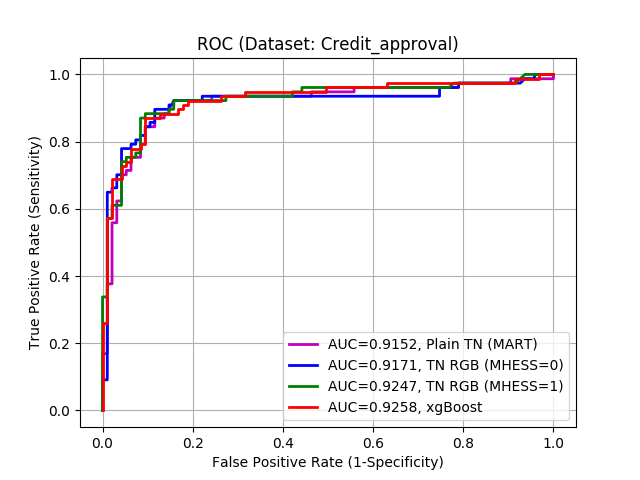 ROC (Dataset: Credit_approval)
True Positive Rate (Sensitivity)
1.0
0.8
0.6
0.4
0.2
0.0
AUC=0.9152, Plain TN (MART)
AUC=0.9171, TN RGB (MHESS=0)
AUC=0.9247, TN RGB (MHESS=1)
AUC=0.9258, xgBoost
0.0 0.2 0.4 0.6 0.8 1.0
False Positive Rate (1-Specificity)